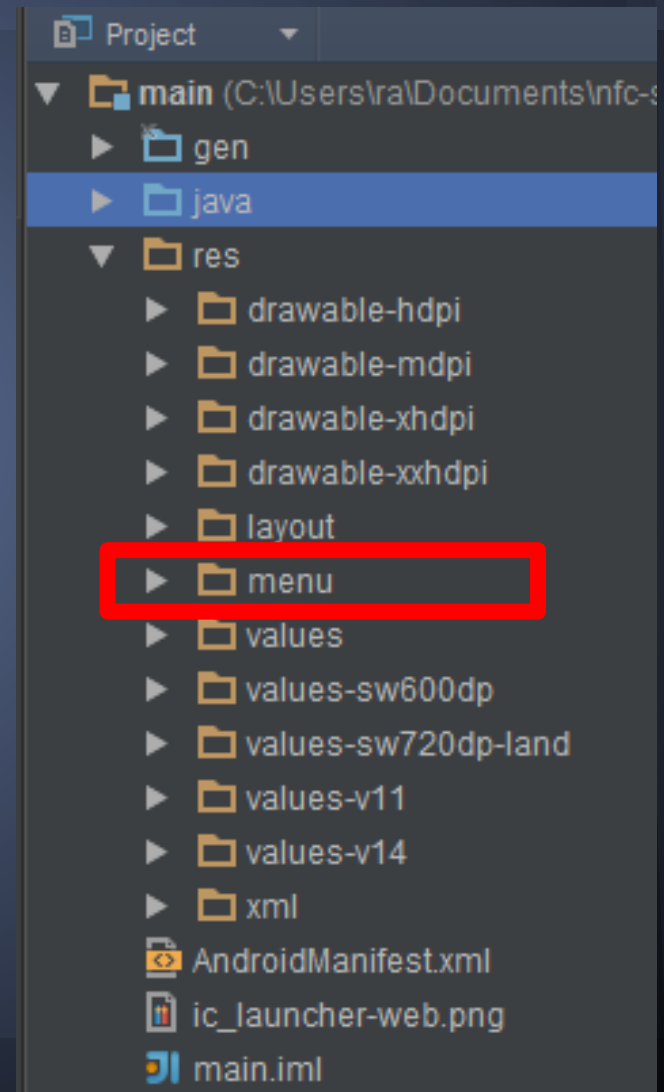 Project
main (C:\Users\ra\Documents\nfc-s
gen
java
res
drawable-hdpi
drawable-mdpi
drawable-xhdpi
drawable-xxhdpi
layout
menu
values
values-sw600dp
values-sw720dp-land
values-v11
values-v14
xml
AndroidManifest.xml
ic_launcher-web.png
main.iml